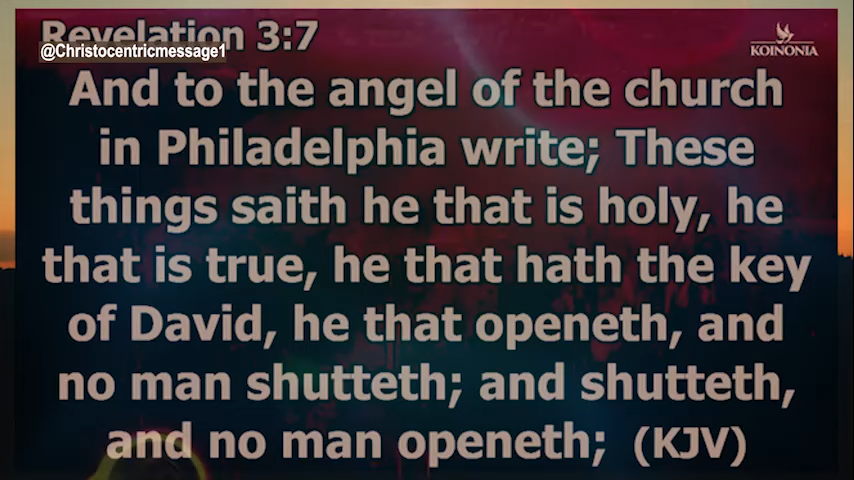 Revelation 3:7
@Christocentricmessage1
KOINONIA
And to the angel of the church
in Philadelphia write; These
things saith he that is holy, he
that is true, he that hath the key
of David, he that openeth, and
no man shutteth; and shutteth,
and no man openeth; (KJV)